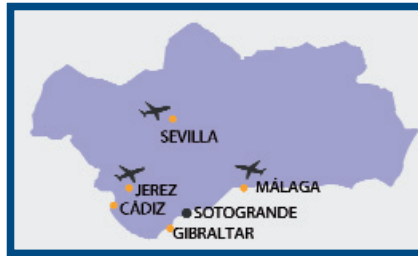 SEVILLA
JEREZ
MÁLAGA
CÁDIZ
SOTOGRANDE
GIBRALTAR